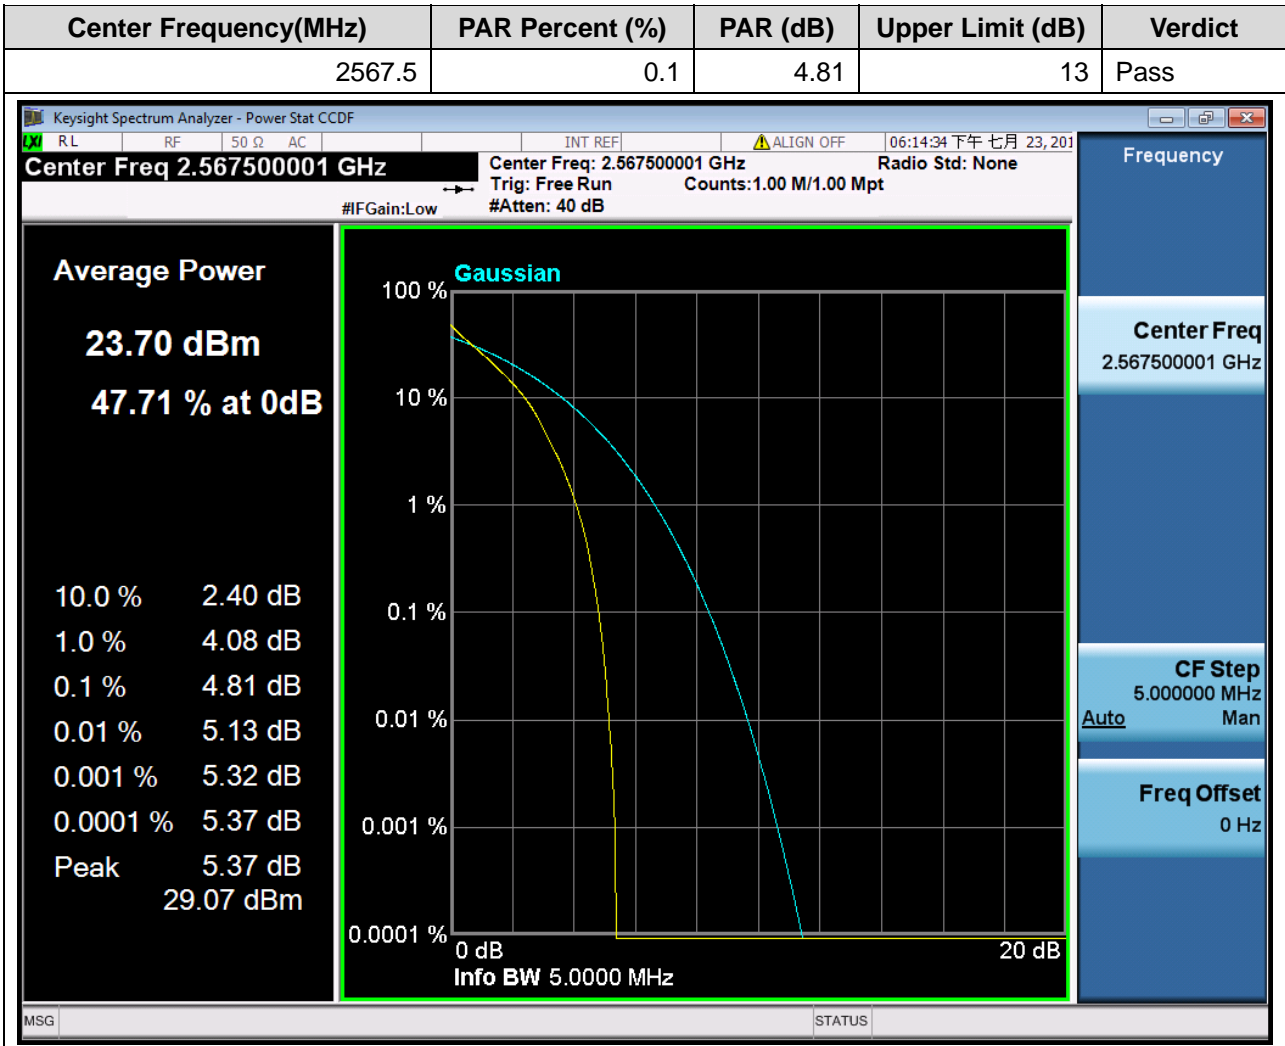 Center Frequency(MHz) PAR Percent (%) PAR (dB) Upper Limit (dB) Verdict
2567.5 0.1 4.81 13 Pass
Keysight Spectrum Analyzer - Power Stat CCDF
LXI RL RF 50 Ω AC INT REF ALIGN OFF 06:14:34 下午 七月 23, 201
Center Freq 2.567500001 GHz
Center Freq: 2.567500001 GHz Radio Std: None
Trig: Free Run Counts:1.00 M/1.00 Mpt
#IFGain:Low #Atten: 40 dB
Frequency
Average Power
23.70 dBm
47.71 % at 0dB
10.0 % 2.40 dB
1.0 % 4.08 dB
0.1 % 4.81 dB
0.01 % 5.13 dB
0.001 % 5.32 dB
0.0001 % 5.37 dB
Peak 5.37 dB
29.07 dBm
Gaussian
100 %
10 %
1 %
0.1 %
0.01 %
0.001 %
0.0001 %
0 dB 20 dB
Info BW 5.0000 MHz
Center Freq
2.567500001 GHz
CF Step
5.000000 MHz
Auto Man
Freq Offset
0 Hz
MSG STATUS